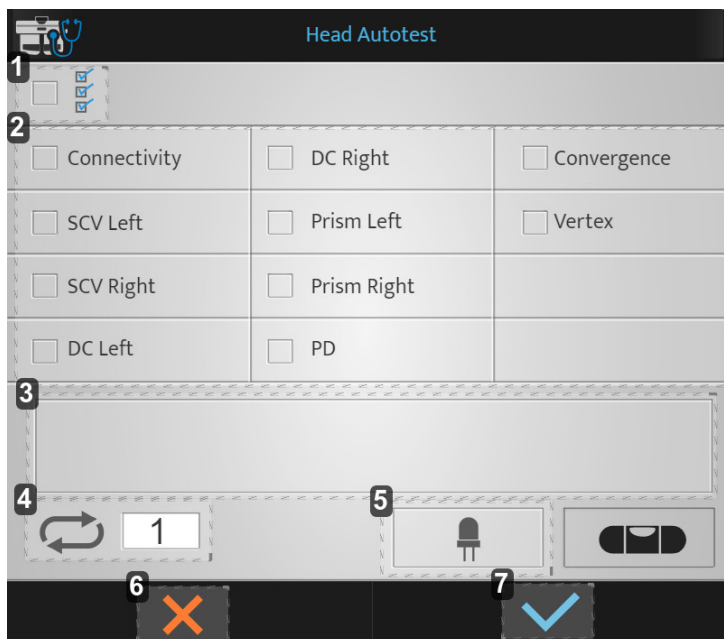 Head Autotest
1
2
Connectivity
DC Right
Convergence
SCV Left
Prism Left
Vertex
SCV Right
Prism Right
DC Left
PD
3
4
1
5
6
7